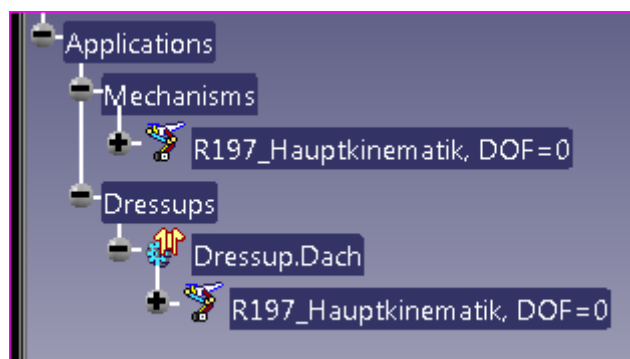 Applications
Mechanisms
R197_Hauptkinematik, DOF=0
Dressups
Dressup.Dach
R197_Hauptkinematik, DOF=0